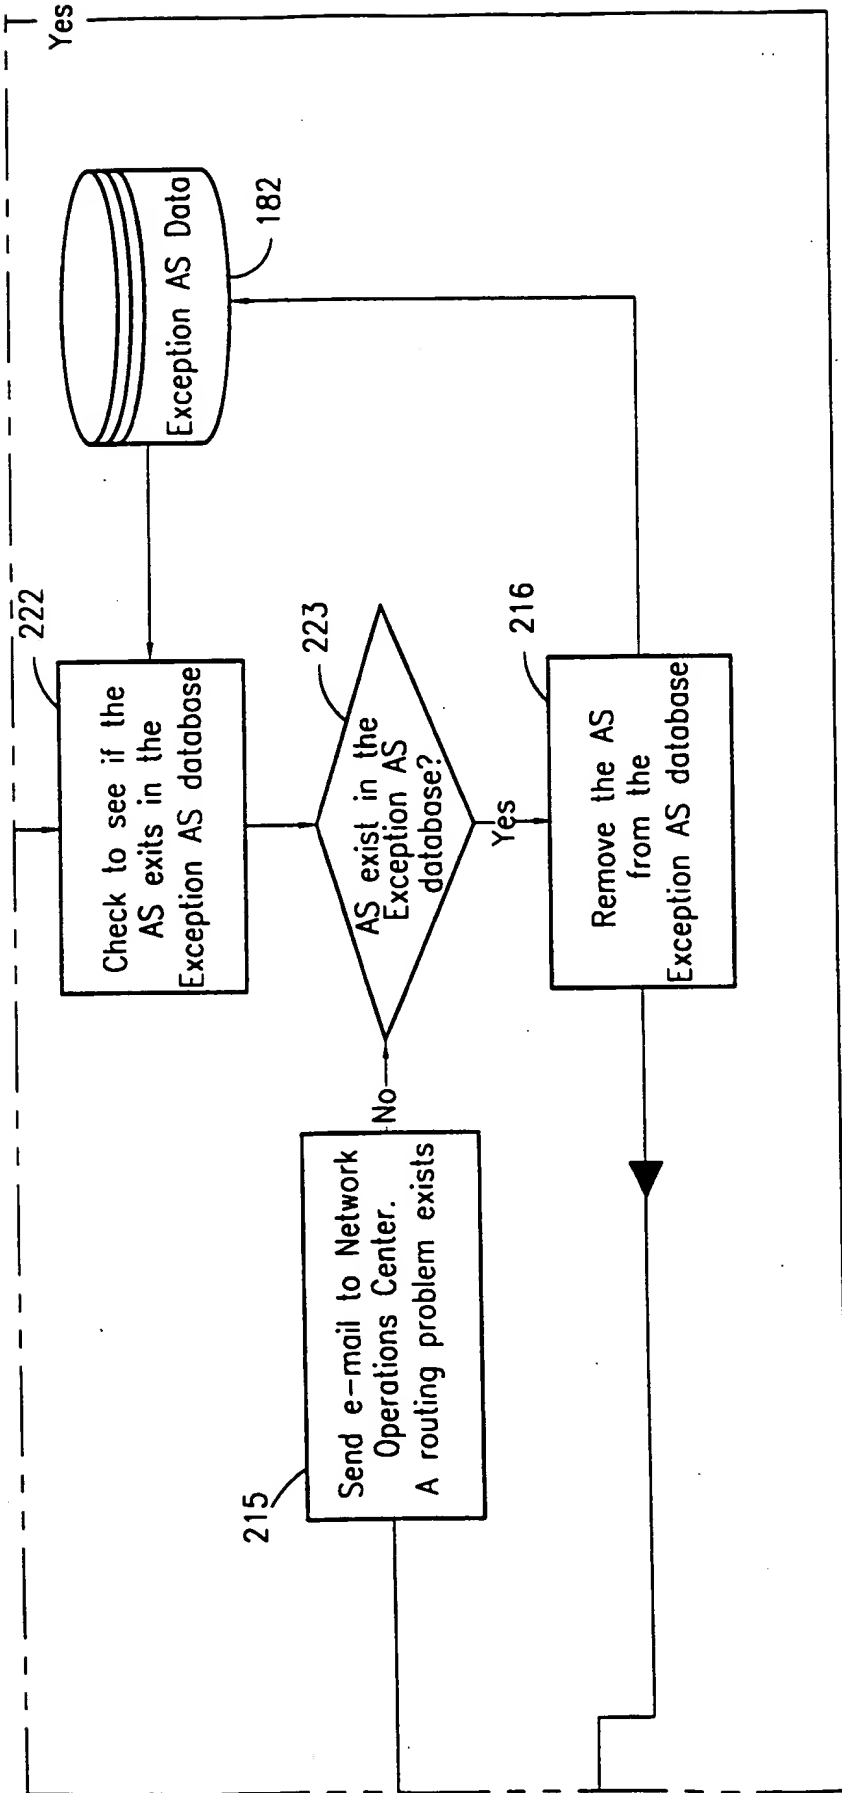 Yes
Exception AS Data
182
222
Check to see if the
AS exits in the
Exception AS database
223
AS exist in the
Exception AS
database?
No
Yes
215
Send e-mail to Network
Operations Center.
A routing problem exists
216
Remove the AS
from the
Exception AS database